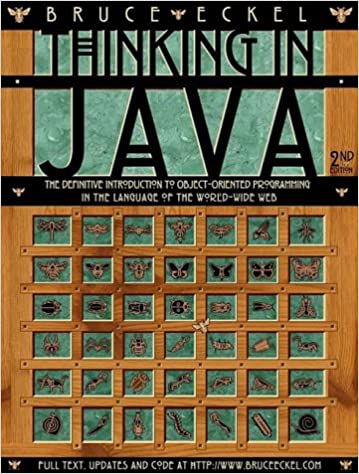 BRUCE ECKEL
THINKING IN
JAVA
2ND
EDITION
THE DEFINITIVE INTRODUCTION TO OBJECT-ORIENTED PROGRAMMING
IN THE LANGUAGE OF THE WORLD-WIDE WEB
FULL TEXT, UPDATES AND CODE AT HTTP://WWW.BRUCEECKEL.COM